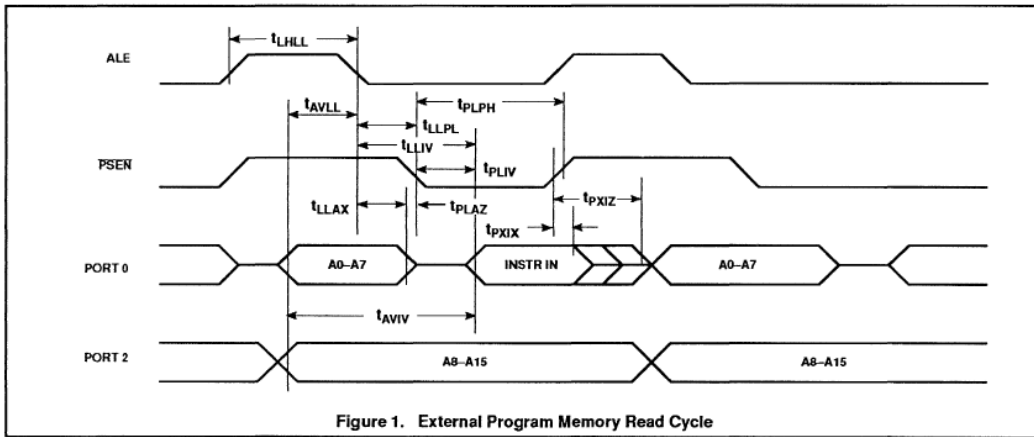 ALE
tLHLL
tAVLL
tPLPH
tLLPL
tLLIV
PSEN
tPLIV
tLLAX
tPLAZ
tPXIZ
tPXIX
PORT 0
A0–A7
INSTR IN
A0–A7
tAVIV
PORT 2
A8–A15
A8–A15
Figure 1. External Program Memory Read Cycle